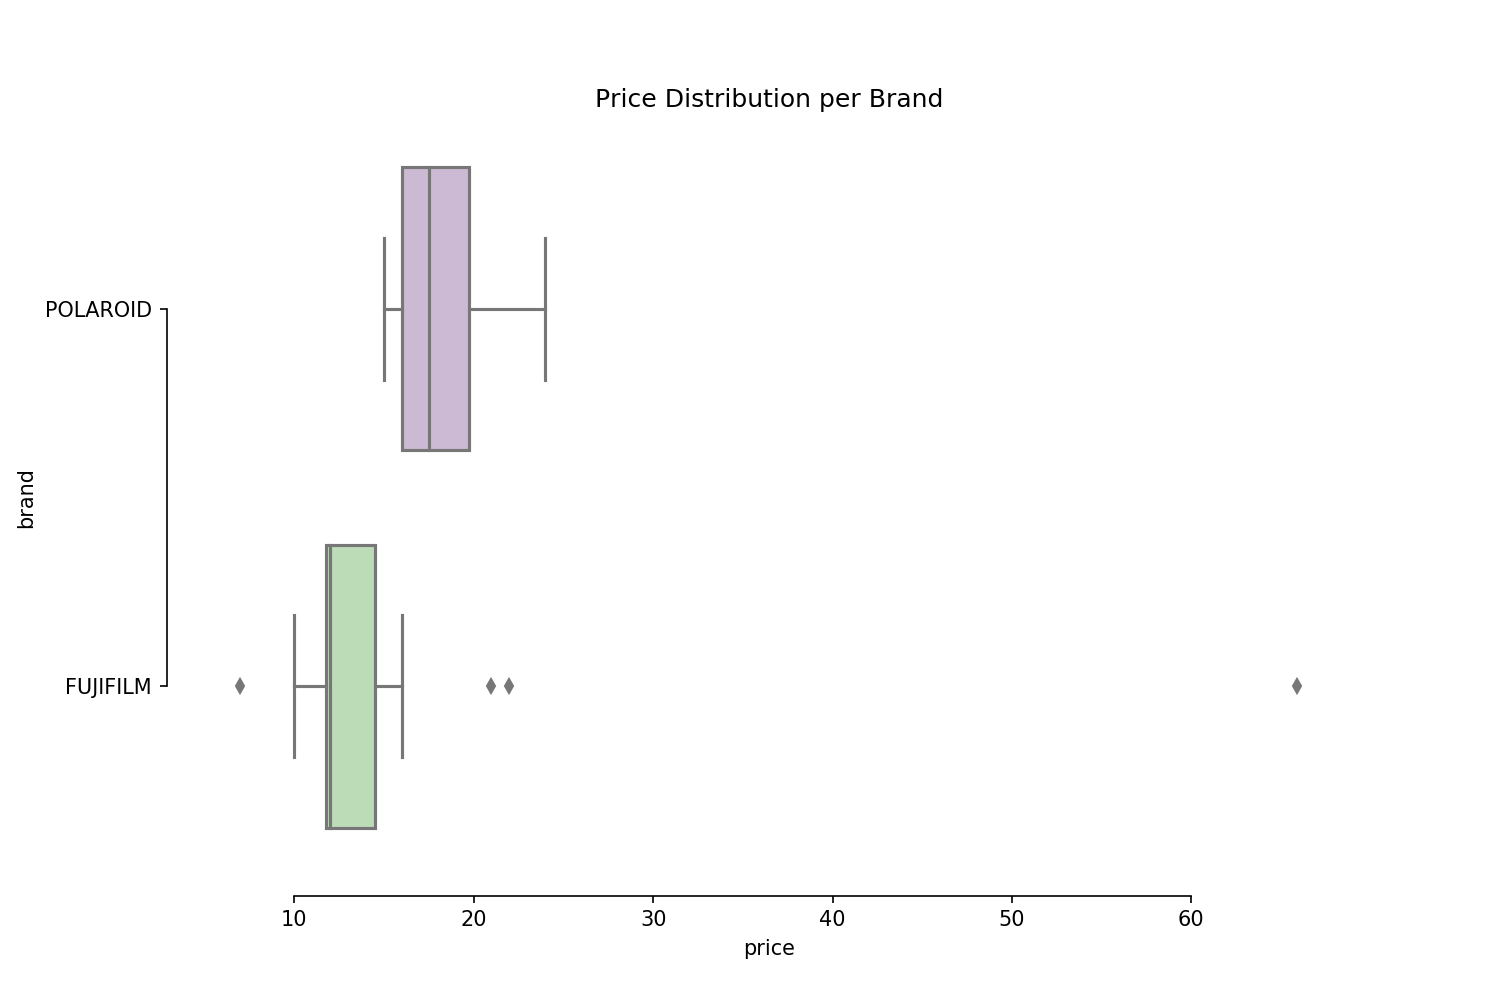 Price Distribution per Brand
POLAROID
brand
FUJIFILM
10 20 30 40 50 60
price